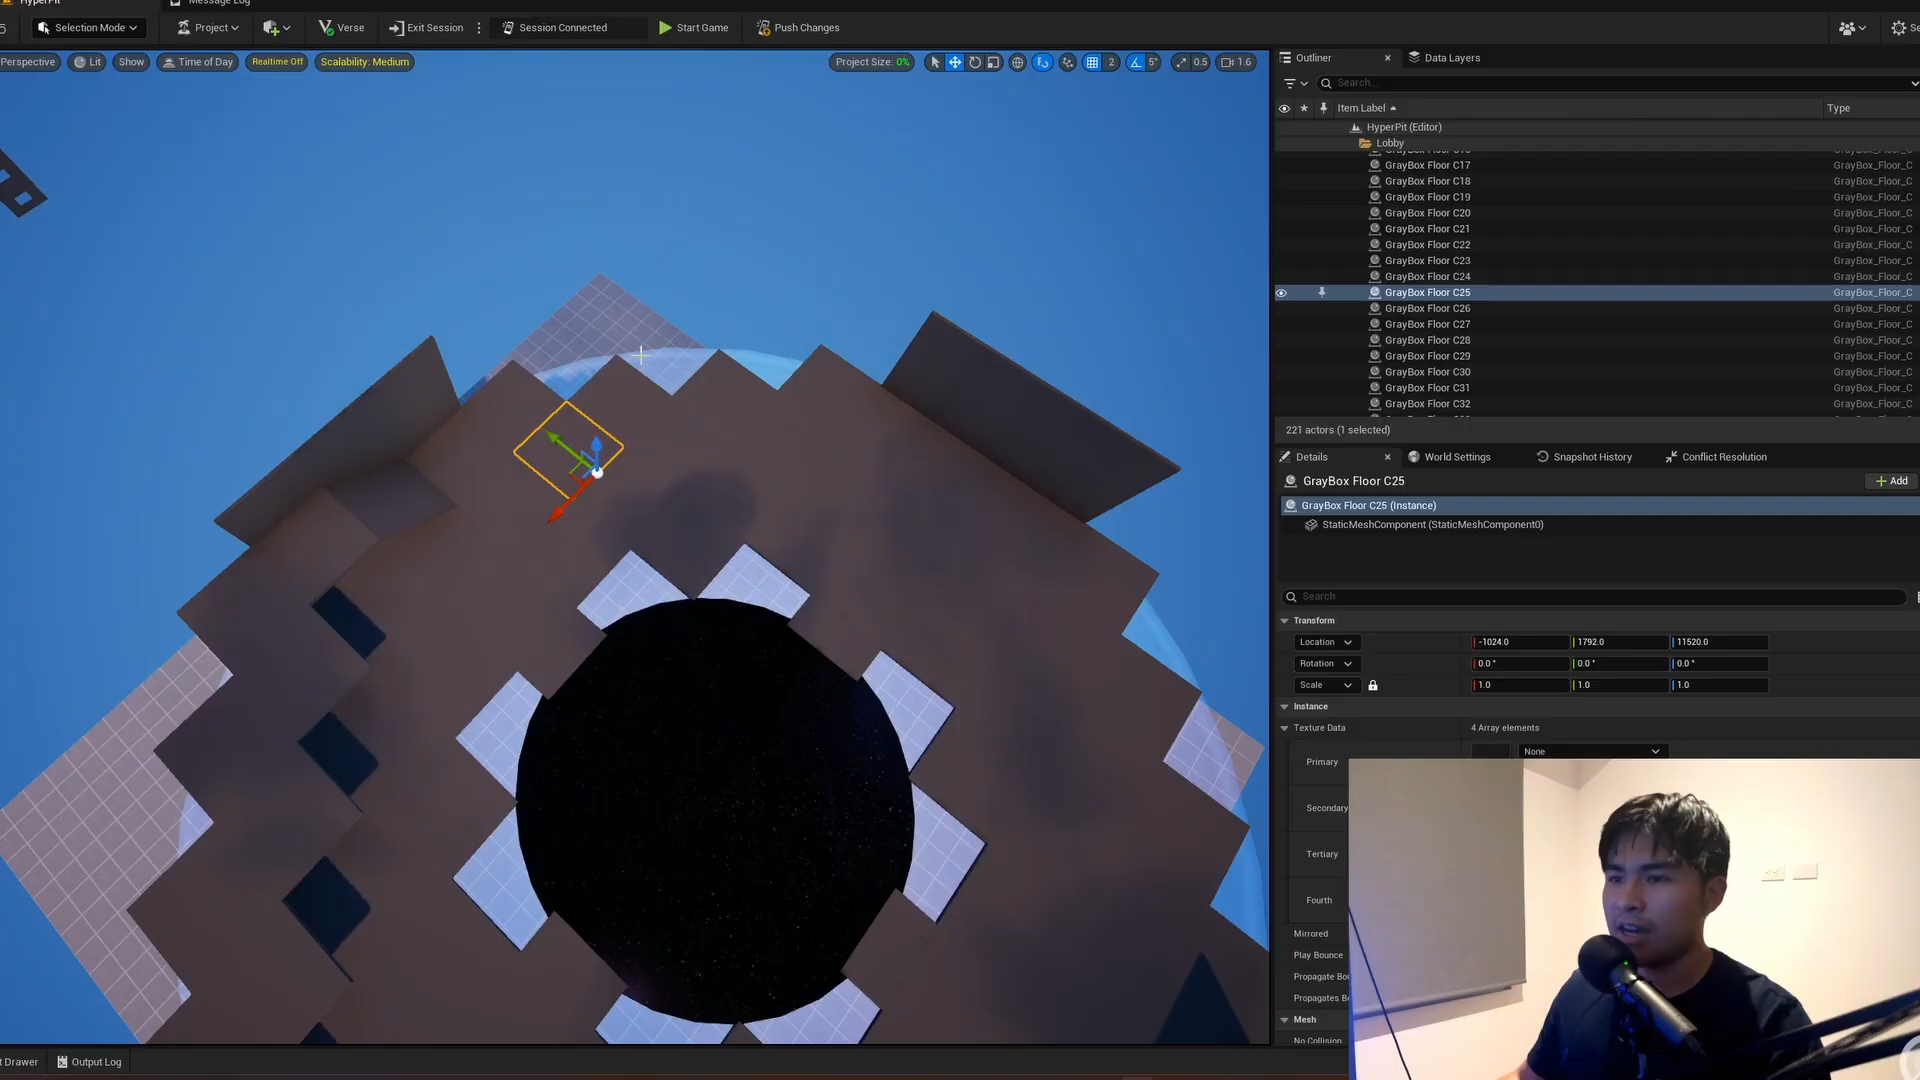 HyperPit
Message Log
Selection Mode
Project
Verse
Exit Session
Session Connected
Start Game
Push Changes
Perspective
Lit
Show
Time of Day
Realtime Off
Scalability: Medium
Project Size: 0%
2
5°
0.5
1.6
Outliner
Data Layers
Search...
Item Label
Type
HyperPit (Editor)
Lobby
GrayBox Floor C17 GrayBox_Floor_C
GrayBox Floor C18 GrayBox_Floor_C
GrayBox Floor C19 GrayBox_Floor_C
GrayBox Floor C20 GrayBox_Floor_C
GrayBox Floor C21 GrayBox_Floor_C
GrayBox Floor C22 GrayBox_Floor_C
GrayBox Floor C23 GrayBox_Floor_C
GrayBox Floor C24 GrayBox_Floor_C
GrayBox Floor C25 GrayBox_Floor_C
GrayBox Floor C26 GrayBox_Floor_C
GrayBox Floor C27 GrayBox_Floor_C
GrayBox Floor C28 GrayBox_Floor_C
GrayBox Floor C29 GrayBox_Floor_C
GrayBox Floor C30 GrayBox_Floor_C
GrayBox Floor C31 GrayBox_Floor_C
GrayBox Floor C32 GrayBox_Floor_C
221 actors (1 selected)
Details
World Settings
Snapshot History
Conflict Resolution
GrayBox Floor C25
Add
GrayBox Floor C25 (Instance)
StaticMeshComponent (StaticMeshComponent0)
Search
Transform
Location -1024.0 1792.0 11520.0
Rotation 0.0° 0.0° 0.0°
Scale 1.0 1.0 1.0
Instance
Texture Data 4 Array elements
None
Primary
Secondary
Tertiary
Fourth
Mirrored
Play Bounce
Propagate Bo
Propagates B
Mesh
No Collision
t Drawer
Output Log